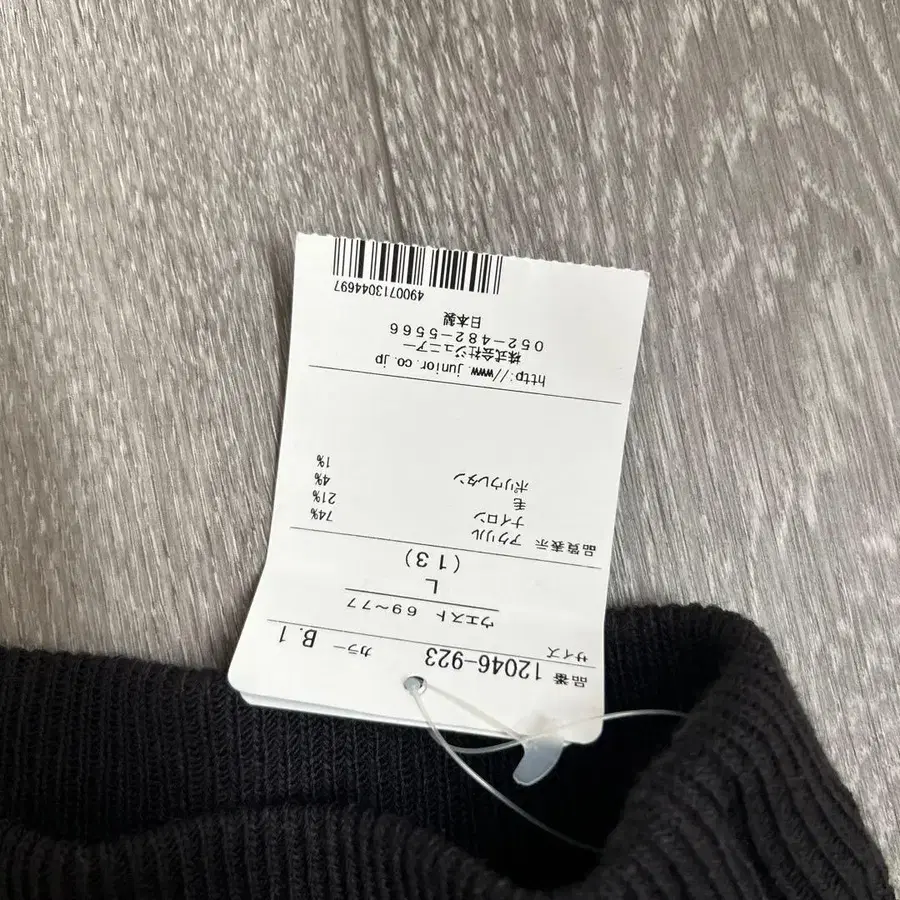 品番 12046-923 カラー B.1
サイズ
ウエスト 69~77
L
(13)
品質表示 アクリル 74%
ナイロン 21%
毛 4%
ポリウレタン 1%
http://www.junior.co.jp
株式会社ジュニアー
052-482-5566
日本製
4900713044697